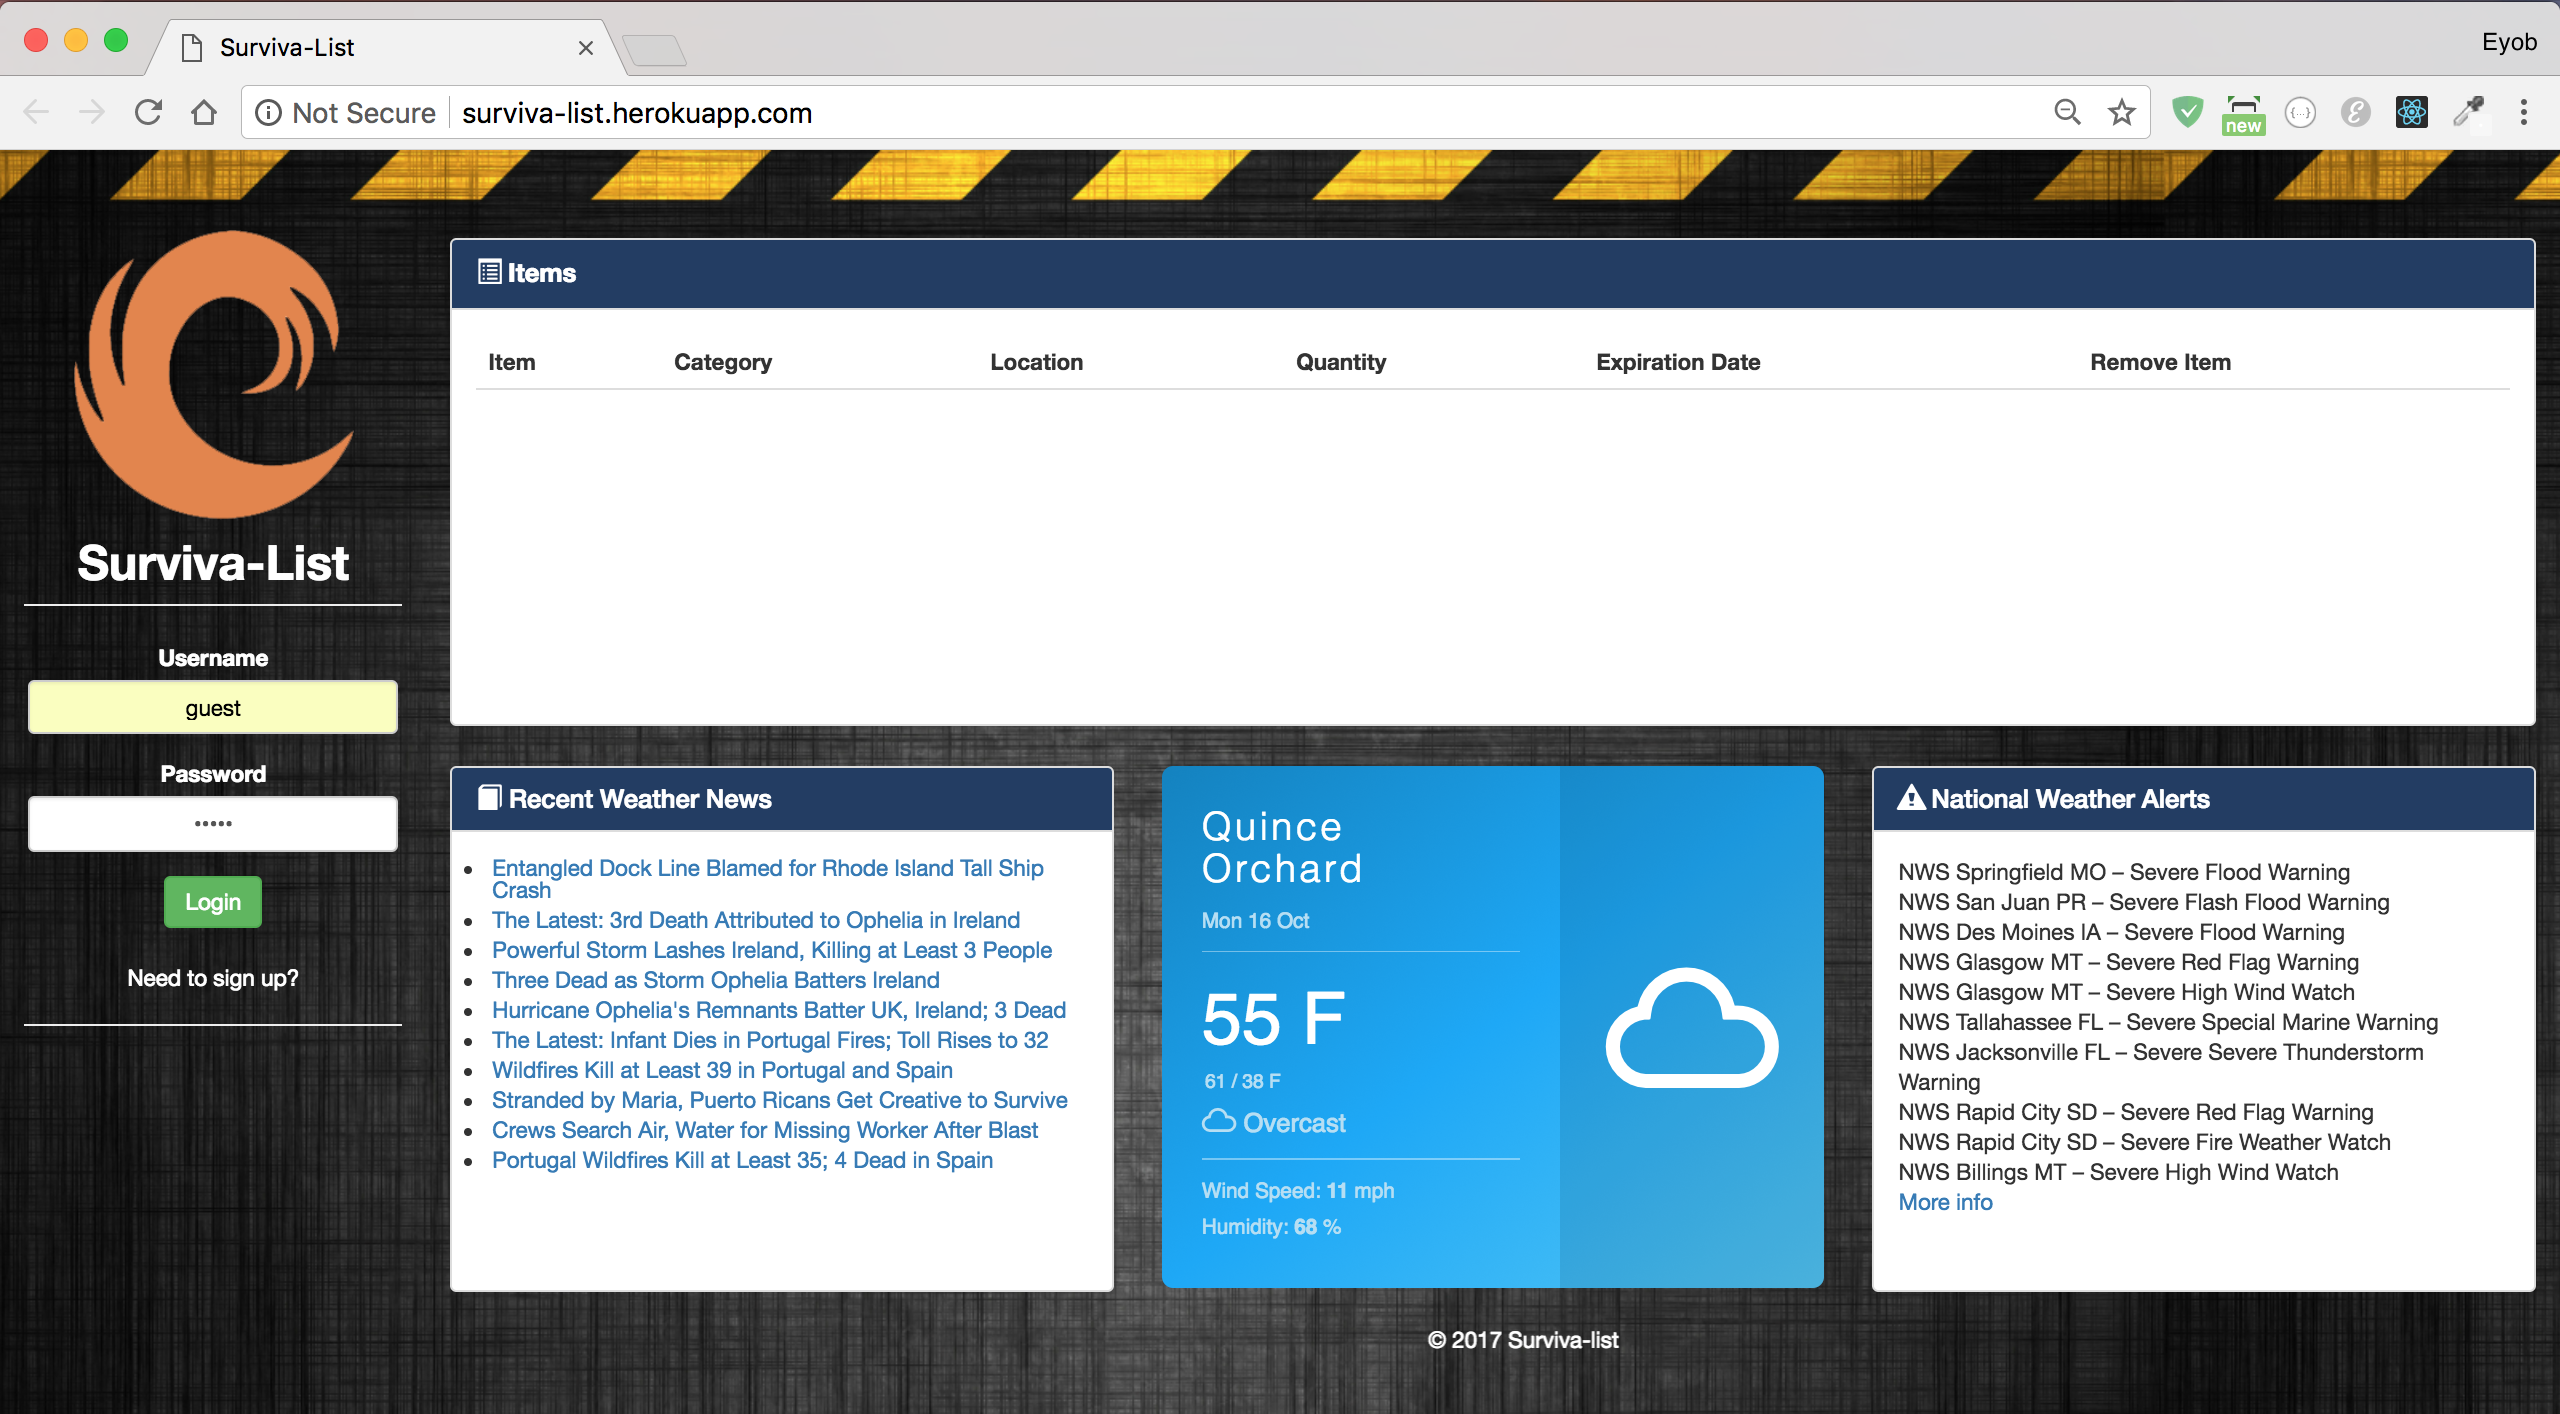 Surviva-List
Eyob
Not Secure
surviva-list.herokuapp.com
new
Surviva-List
Username
guest
Password
•••••
Login
Need to sign up?
Items
Item Category Location Quantity Expiration Date Remove Item
Recent Weather News
• Entangled Dock Line Blamed for Rhode Island Tall Ship
Crash
• The Latest: 3rd Death Attributed to Ophelia in Ireland
• Powerful Storm Lashes Ireland, Killing at Least 3 People
• Three Dead as Storm Ophelia Batters Ireland
• Hurricane Ophelia's Remnants Batter UK, Ireland; 3 Dead
• The Latest: Infant Dies in Portugal Fires; Toll Rises to 32
• Wildfires Kill at Least 39 in Portugal and Spain
• Stranded by Maria, Puerto Ricans Get Creative to Survive
• Crews Search Air, Water for Missing Worker After Blast
• Portugal Wildfires Kill at Least 35; 4 Dead in Spain
Quince
Orchard
Mon 16 Oct
55 F
61 / 38 F
Overcast
Wind Speed: 11 mph
Humidity: 68 %
National Weather Alerts
NWS Springfield MO – Severe Flood Warning
NWS San Juan PR – Severe Flash Flood Warning
NWS Des Moines IA – Severe Flood Warning
NWS Glasgow MT – Severe Red Flag Warning
NWS Glasgow MT – Severe High Wind Watch
NWS Tallahassee FL – Severe Special Marine Warning
NWS Jacksonville FL – Severe Severe Thunderstorm
Warning
NWS Rapid City SD – Severe Red Flag Warning
NWS Rapid City SD – Severe Fire Weather Watch
NWS Billings MT – Severe High Wind Watch
More info
© 2017 Surviva-list